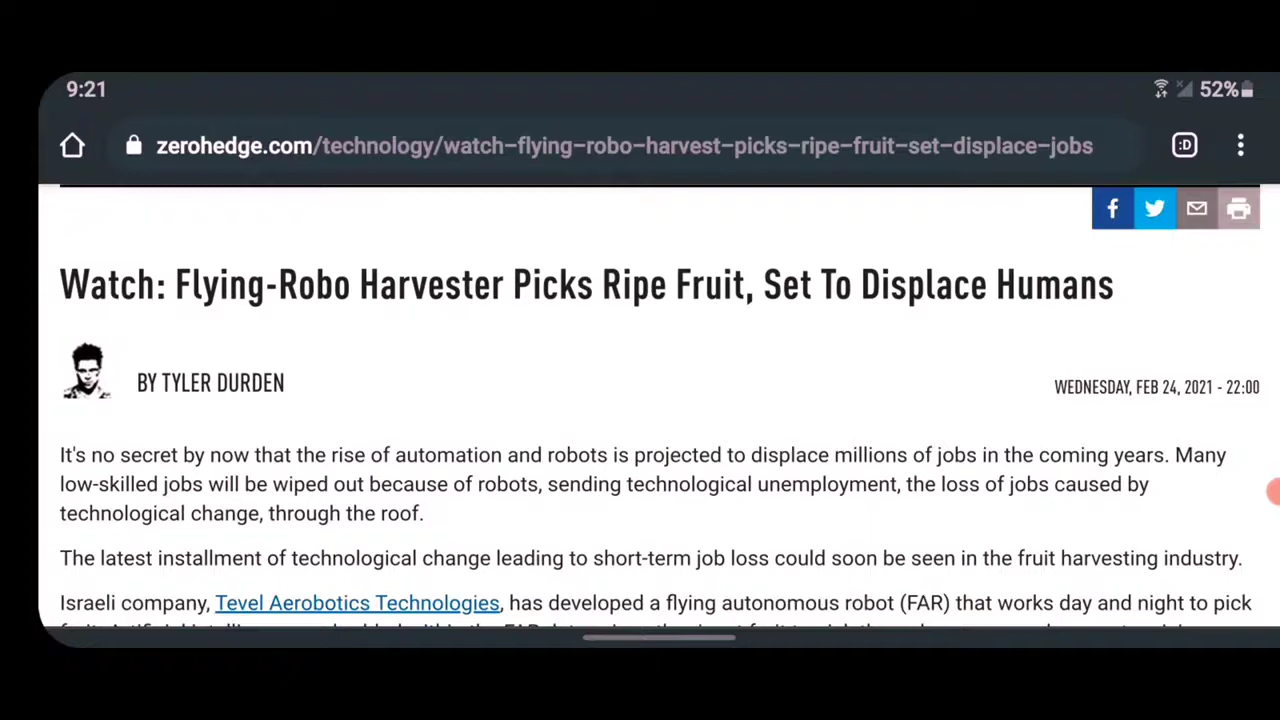 9:21
52%
zerohedge.com/technology/watch-flying-robo-harvest-picks-ripe-fruit-set-displace-jobs
:D
f
Watch: Flying-Robo Harvester Picks Ripe Fruit, Set To Displace Humans
BY TYLER DURDEN
WEDNESDAY, FEB 24, 2021 - 22:00
It's no secret by now that the rise of automation and robots is projected to displace millions of jobs in the coming years. Many
low-skilled jobs will be wiped out because of robots, sending technological unemployment, the loss of jobs caused by
technological change, through the roof.
The latest installment of technological change leading to short-term job loss could soon be seen in the fruit harvesting industry.
Israeli company, Tevel Aerobotics Technologies, has developed a flying autonomous robot (FAR) that works day and night to pick